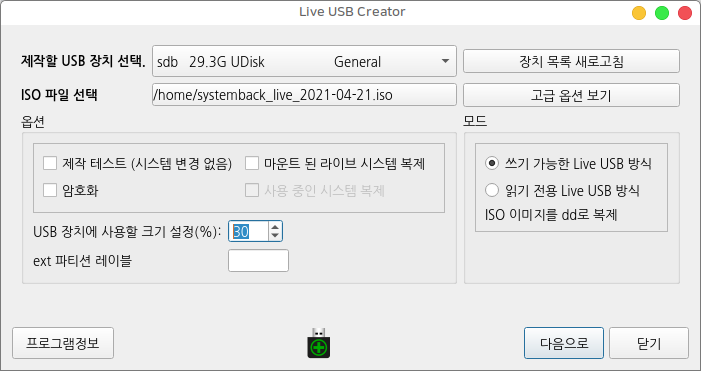 Live USB Creator
제작할 USB 장치 선택. sdb 29.3G UDisk General 장치 목록 새로고침
ISO 파일 선택 /home/systemback_live_2021-04-21.iso 고급 옵션 보기
옵션 모드
제작 테스트 (시스템 변경 없음) 마운트 된 라이브 시스템 복제 쓰기 가능한 Live USB 방식
암호화 사용 중인 시스템 복제 읽기 전용 Live USB 방식
ISO 이미지를 dd로 복제
USB 장치에 사용할 크기 설정(%): 30
ext 파티션 레이블
프로그램정보 다음으로 닫기